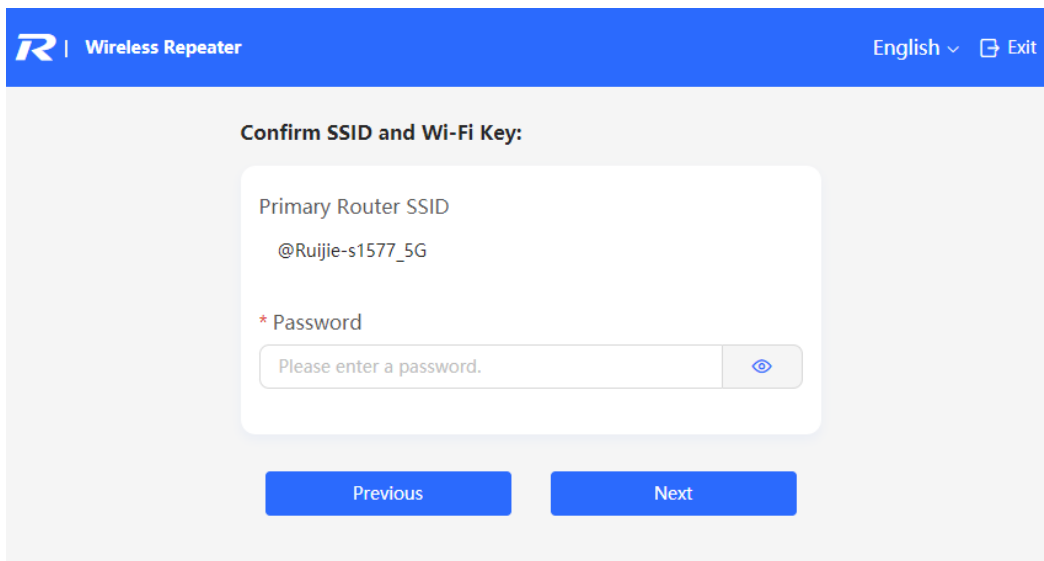 R | Wireless Repeater English Exit
Confirm SSID and Wi-Fi Key:
Primary Router SSID
@Ruijie-s1577_5G
* Password
Please enter a password.
Previous Next